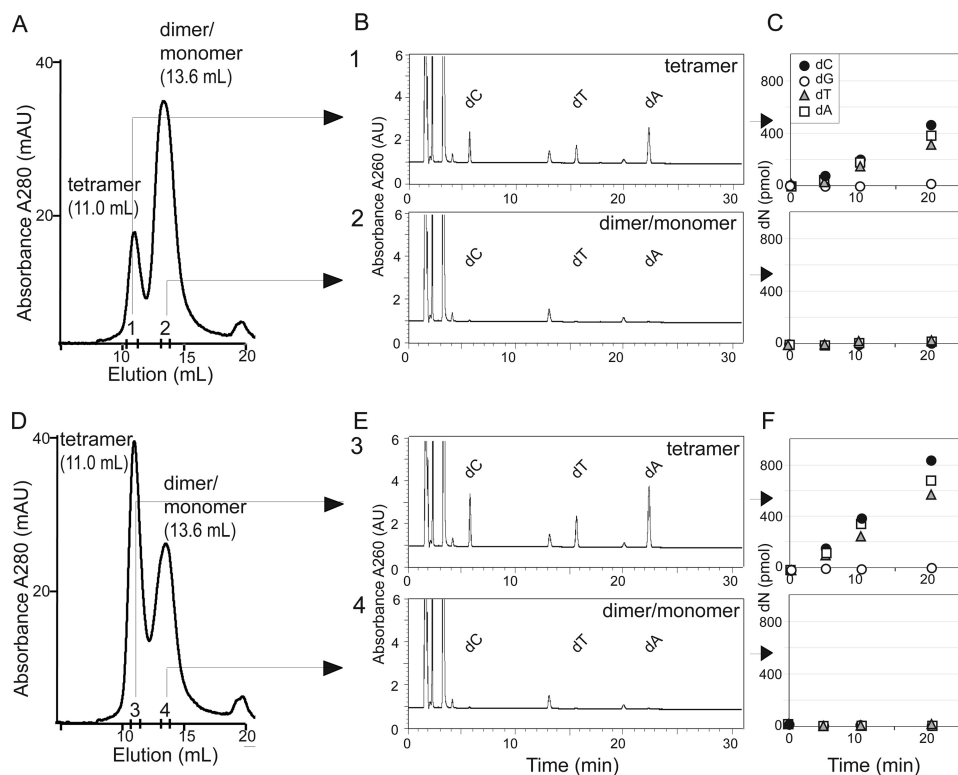 A
dimer/
monomer
(13.6 mL)
tetramer
(11.0 mL)
Absorbance A280 (mAU)
40
20
1
2
10
15
20
Elution (mL)
B
1
tetramer
dC
dT
dA
6
4
2
0
0
10
20
30
2
dimer/monomer
dC
dT
dA
6
4
2
0
0
10
20
30
Absorbance A260 (AU)
C
dC
dG
dT
dA
800
400
0
0
10
20
dN (pmol)
800
400
0
0
10
20
D
tetramer
(11.0 mL)
dimer/
monomer
(13.6 mL)
Absorbance A280 (mAU)
40
20
3
4
10
15
20
Elution (mL)
E
3
tetramer
dC
dT
dA
6
4
2
0
0
10
20
30
4
dimer/monomer
dC
dT
dA
6
4
2
0
0
10
20
30
Absorbance A260 (AU)
Time (min)
F
800
400
0
0
10
20
dN (pmol)
800
400
0
0
10
20
Time (min)